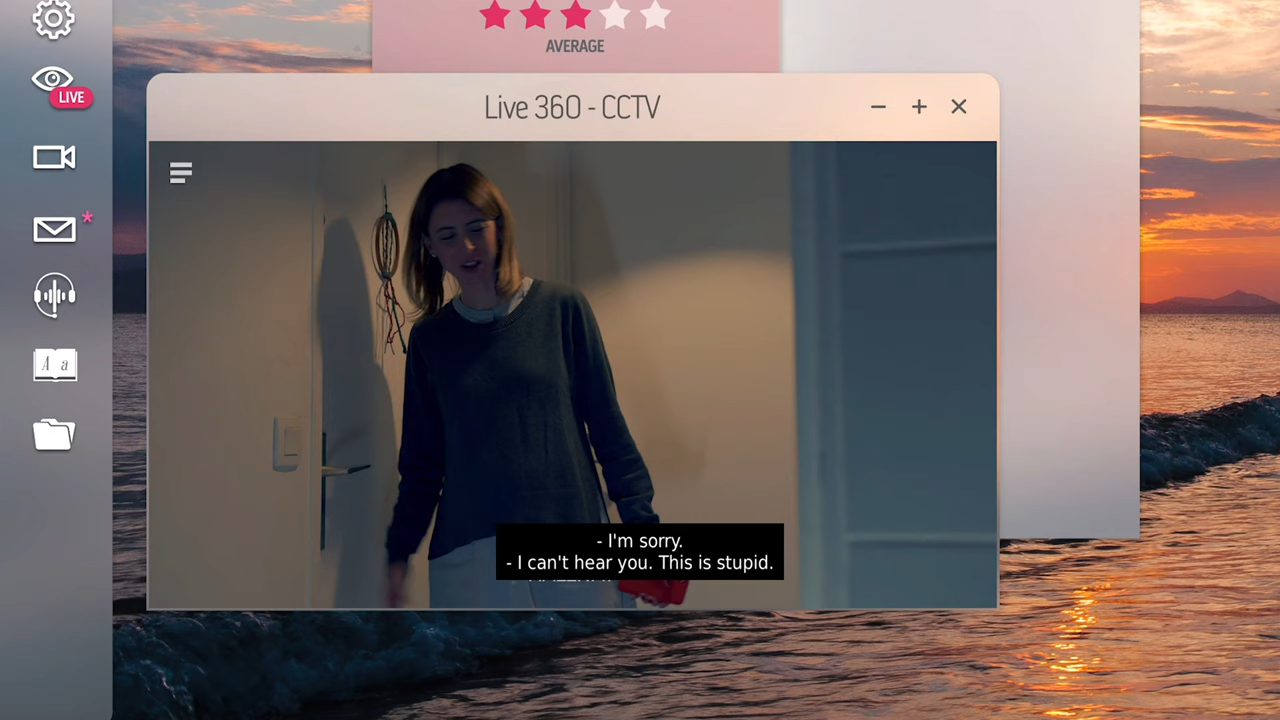 AVERAGE
LIVE
Live 360 - CCTV
A a
- I'm sorry.
- I can't hear you. This is stupid.